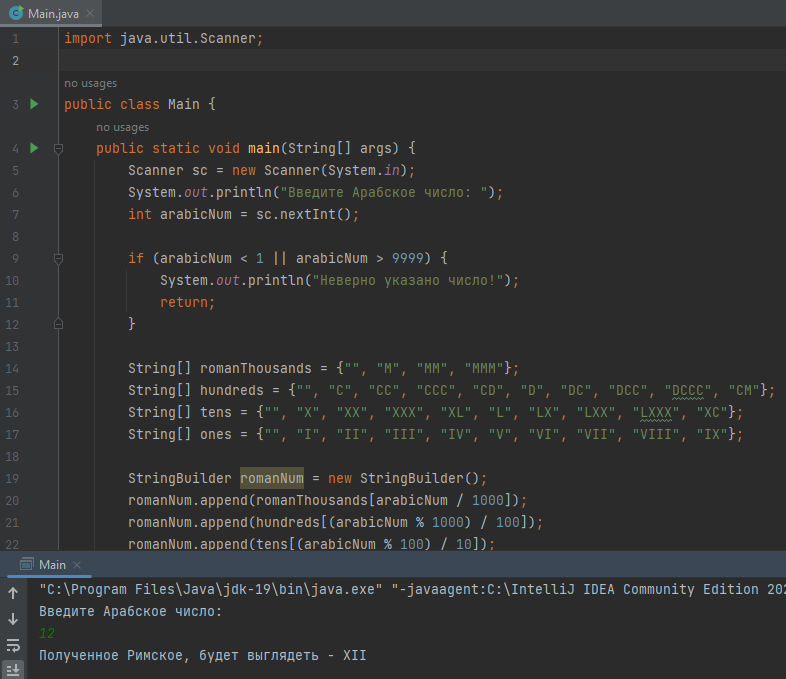 Main.java
1 import java.util.Scanner;
2
no usages
3 public class Main {
no usages
4 public static void main(String[] args) {
5 Scanner sc = new Scanner(System.in);
6 System.out.println("Введите Арабское число: ");
7 int arabicNum = sc.nextInt();
8
9 if (arabicNum < 1 || arabicNum > 9999) {
10 System.out.println("Неверно указано число!");
11 return;
12 }
13
14 String[] romanThousands = {"", "M", "MM", "MMM"};
15 String[] hundreds = {"", "C", "CC", "CCC", "CD", "D", "DC", "DCC", "DCCC", "CM"};
16 String[] tens = {"", "X", "XX", "XXX", "XL", "L", "LX", "LXX", "LXXX", "XC"};
17 String[] ones = {"", "I", "II", "III", "IV", "V", "VI", "VII", "VIII", "IX"};
18
19 StringBuilder romanNum = new StringBuilder();
20 romanNum.append(romanThousands[arabicNum / 1000]);
21 romanNum.append(hundreds[(arabicNum % 1000) / 100]);
22 romanNum.append(tens[(arabicNum % 100) / 10]);
Main
"C:\Program Files\Java\jdk-19\bin\java.exe" "-javaagent:C:\IntelliJ IDEA Community Edition 202
Введите Арабское число:
12
Полученное Римское, будет выглядеть - XII